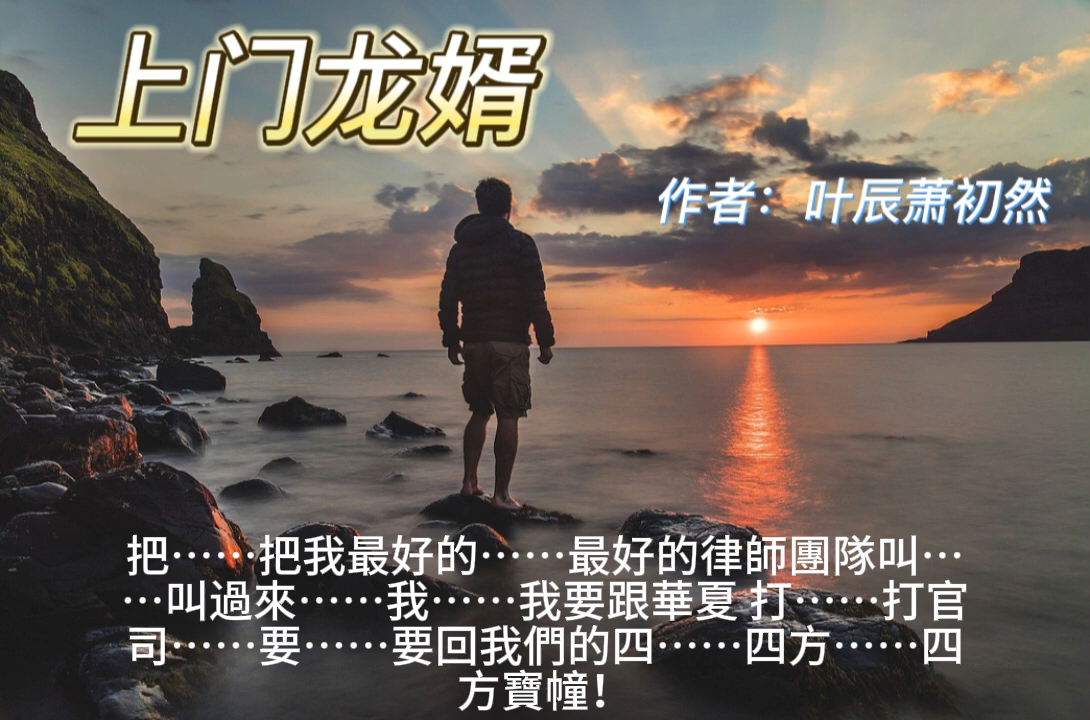 上门龙婿
作者：叶辰萧初然
把……把我最好的……最好的律師團隊叫…
…叫過來……我……我要跟華夏 打……打官
司……要……要回我們的四……四方……四
方寶幢！